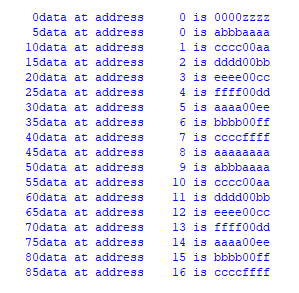 0data at address 0 is 0000zzzz
5data at address 0 is abbbaaaa
10data at address 1 is cccc00aa
15data at address 2 is dddd00bb
20data at address 3 is eeee00cc
25data at address 4 is ffff00dd
30data at address 5 is aaaa00ee
35data at address 6 is bbbb00ff
40data at address 7 is ccccffff
45data at address 8 is aaaaaaaa
50data at address 9 is abbbaaaa
55data at address 10 is cccc00aa
60data at address 11 is dddd00bb
65data at address 12 is eeee00cc
70data at address 13 is ffff00dd
75data at address 14 is aaaa00ee
80data at address 15 is bbbb00ff
85data at address 16 is ccccffff